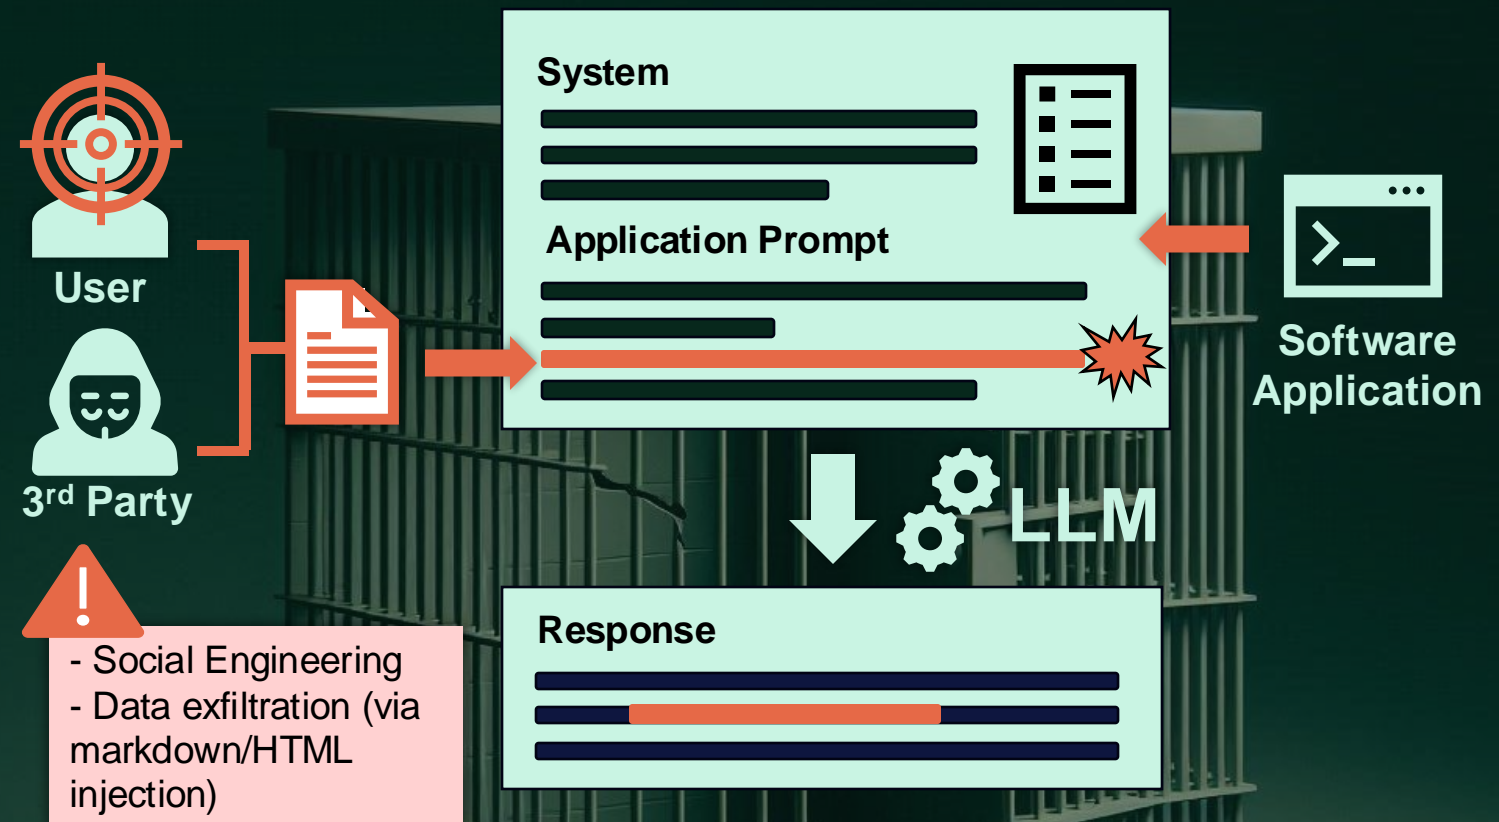 System
Application Prompt
User
3rd Party
Software
Application
LLM
Response
- Social Engineering
- Data exfiltration (via
markdown/HTML
injection)